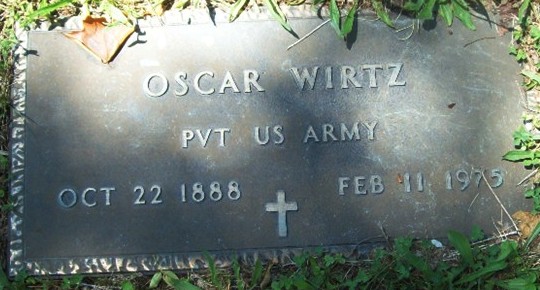 OSCAR WIRTZ
PVT US ARMY
OCT 22 1888 FEB 11 1975